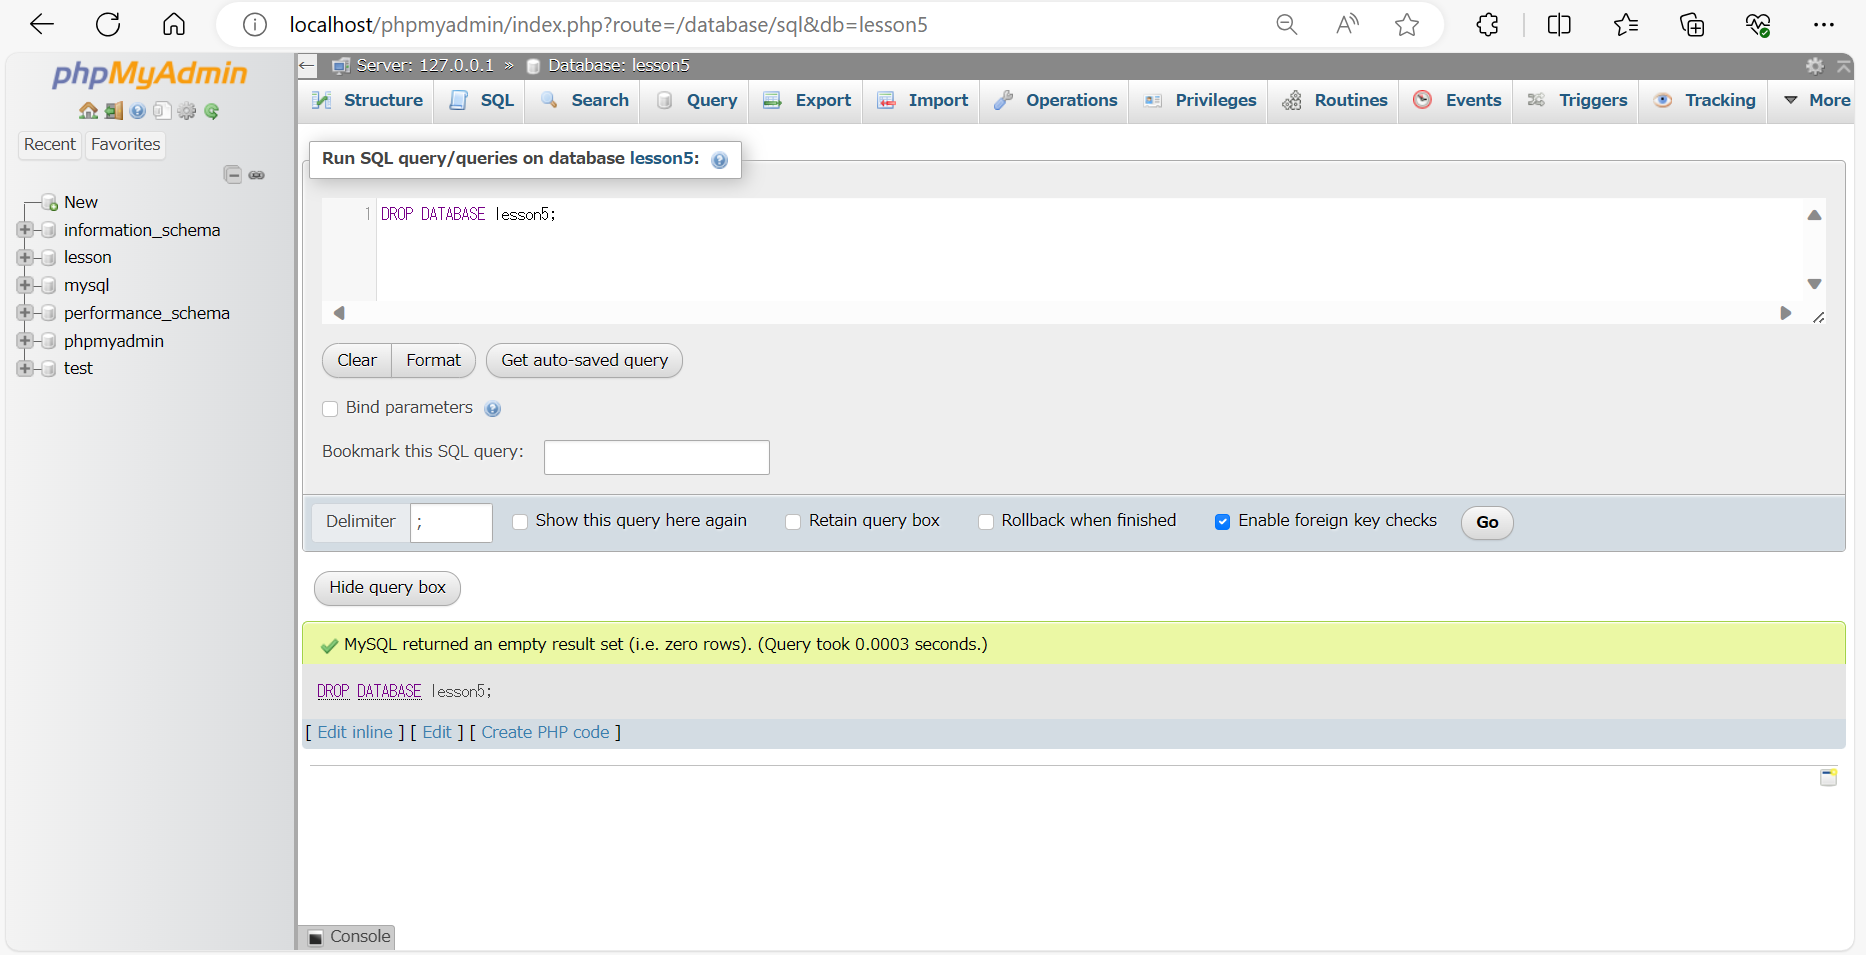 localhost/phpmyadmin/index.php?route=/database/sql&db=lesson5
phpMyAdmin
Recent Favorites
New
information_schema
lesson
mysql
performance_schema
phpmyadmin
test
Server: 127.0.0.1 » Database: lesson5
Structure SQL Search Query Export Import Operations Privileges Routines Events Triggers Tracking More
Run SQL query/queries on database lesson5:
1 DROP DATABASE lesson5;
Clear Format Get auto-saved query
Bind parameters
Bookmark this SQL query:
Delimiter ; Show this query here again Retain query box Rollback when finished Enable foreign key checks Go
Hide query box
MySQL returned an empty result set (i.e. zero rows). (Query took 0.0003 seconds.)
DROP DATABASE lesson5;
[ Edit inline ] [ Edit ] [ Create PHP code ]
Console